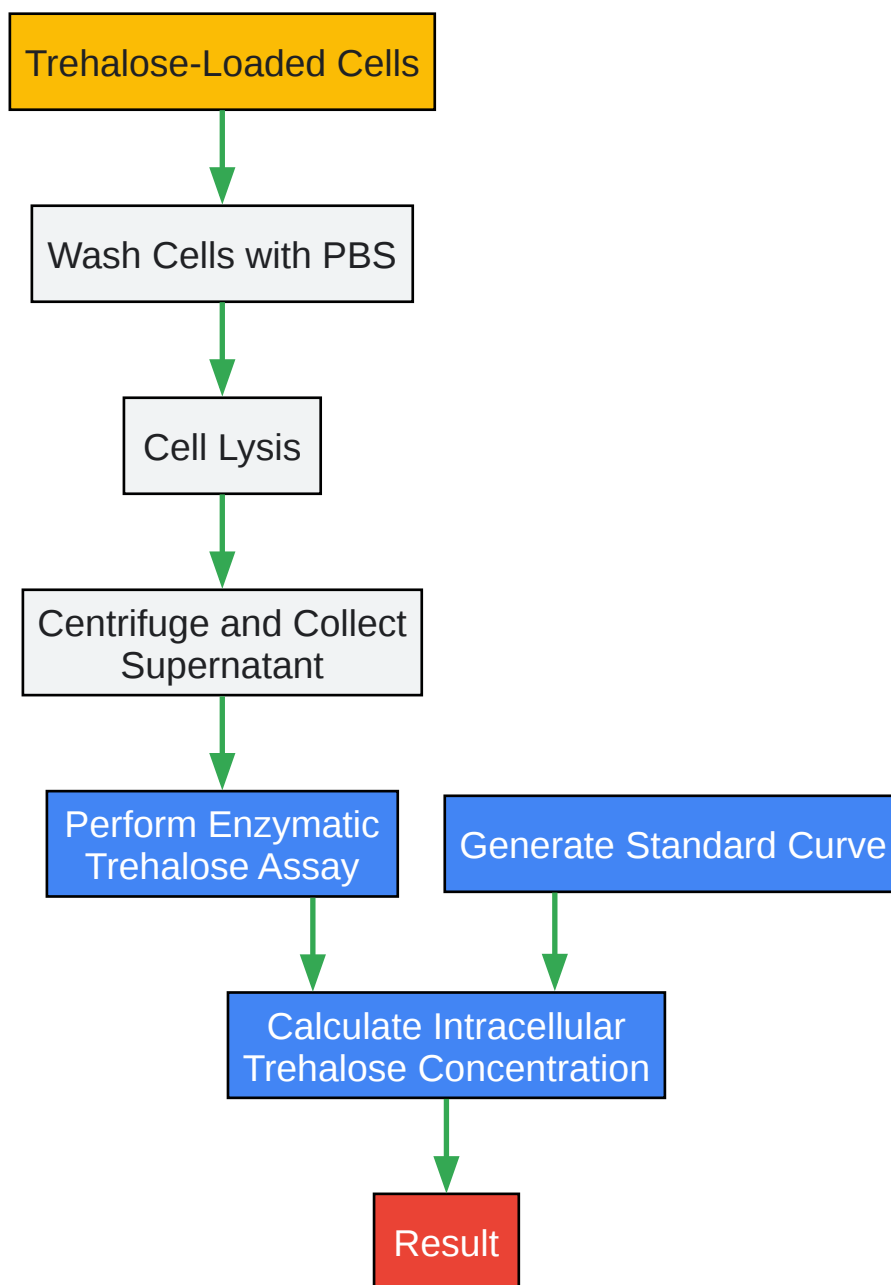 Trehalose-Loaded Cells
Wash Cells with PBS
Cell Lysis
Centrifuge and Collect
Supernatant
Perform Enzymatic
Trehalose Assay
Generate Standard Curve
Calculate Intracellular
Trehalose Concentration
Result